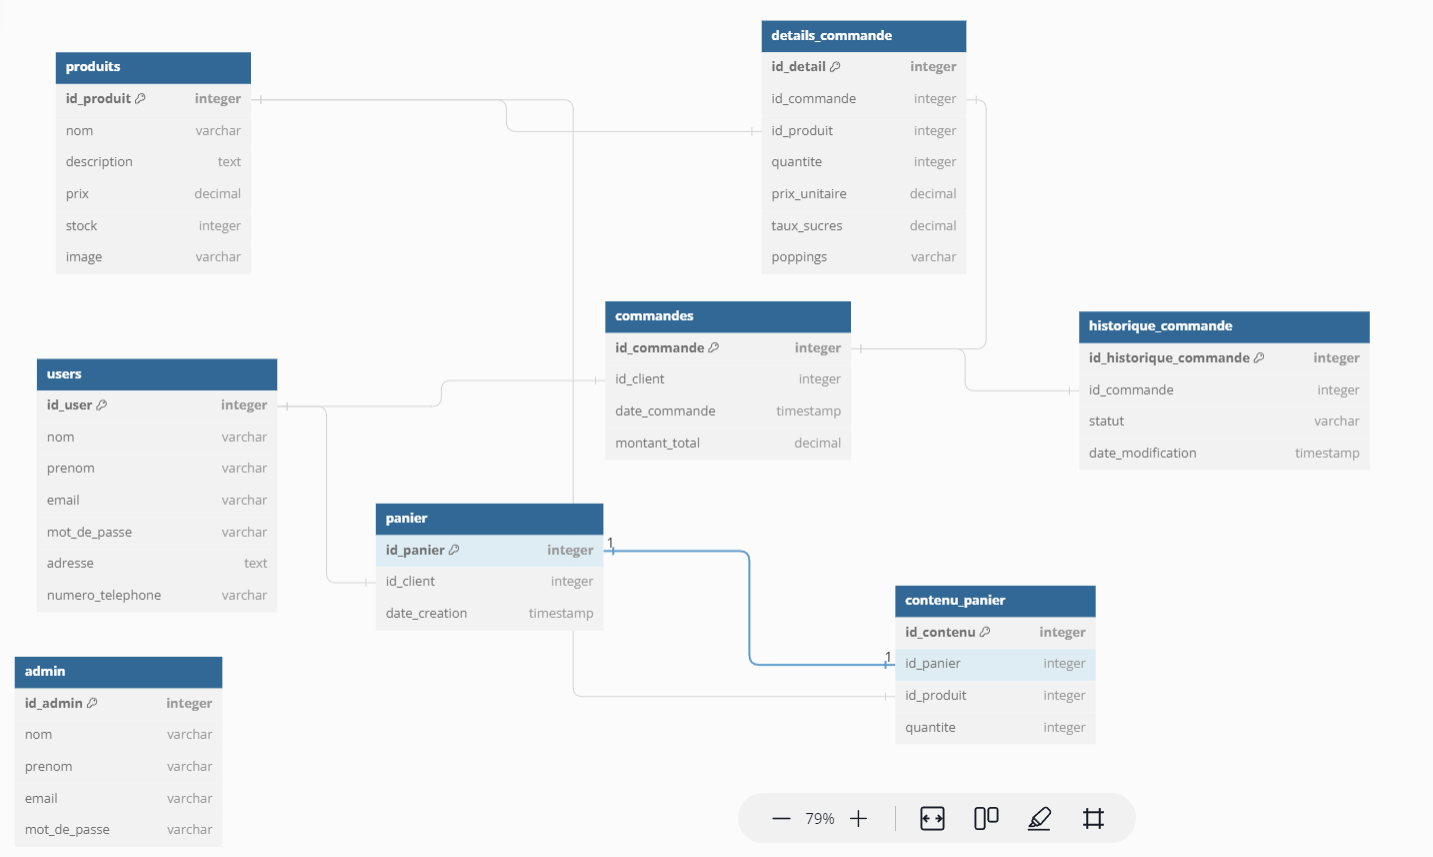 produits
id_produit integer
nom varchar
description text
prix decimal
stock integer
image varchar
details_commande
id_detail integer
id_commande integer
id_produit integer
quantite integer
prix_unitaire decimal
taux_sucres decimal
poppings varchar
commandes
id_commande integer
id_client integer
date_commande timestamp
montant_total decimal
historique_commande
id_historique_commande integer
id_commande integer
statut varchar
date_modification timestamp
users
id_user integer
nom varchar
prenom varchar
email varchar
mot_de_passe varchar
adresse text
numero_telephone varchar
panier
id_panier integer
id_client integer
date_creation timestamp
1
1
contenu_panier
id_contenu integer
id_panier integer
id_produit integer
quantite integer
admin
id_admin integer
nom varchar
prenom varchar
email varchar
mot_de_passe varchar
79%